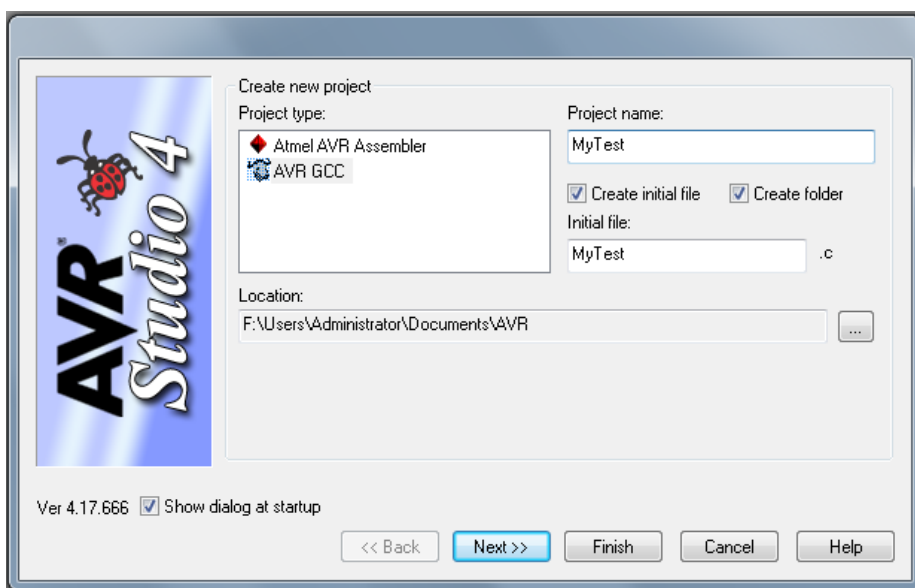 AVR Studio 4
Create new project
Project type:
Atmel AVR Assembler
AVR GCC
Project name:
MyTest
Create initial file
Create folder
Initial file:
MyTest
.c
Location:
F:\Users\Administrator\Documents\AVR
...
Ver 4.17.666
Show dialog at startup
<< Back
Next >>
Finish
Cancel
Help